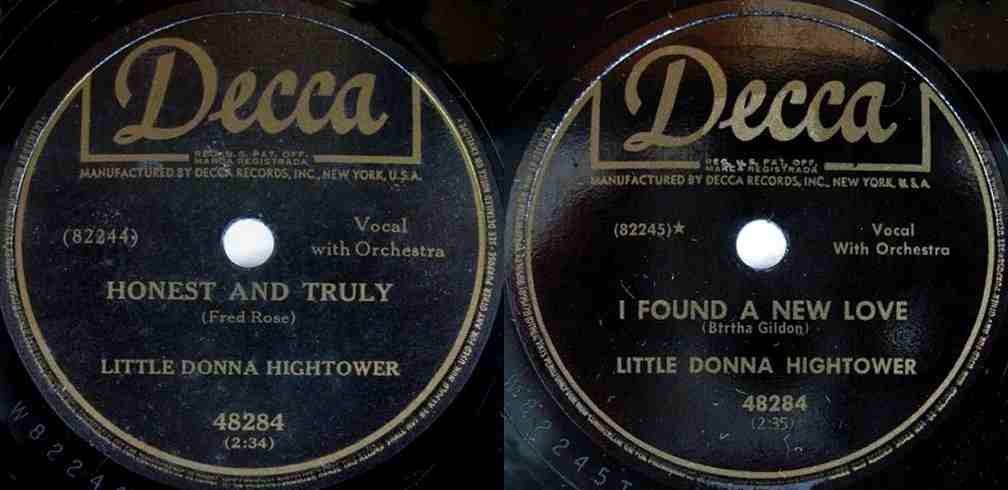 Decca
REG. U.S. PAT. OFF.
MARCA REGISTRADA
MANUFACTURED BY DECCA RECORDS, INC., NEW YORK, U.S.A.
(82244)
Vocal
with Orchestra
HONEST AND TRULY
(Fred Rose)
LITTLE DONNA HIGHTOWER
48284
(2:34)
Decca
REG. U.S. PAT. OFF.
MARCA REGISTRADA
MANUFACTURED BY DECCA RECORDS, INC., NEW YORK, U.S.A.
(82245)★
Vocal
With Orchestra
I FOUND A NEW LOVE
(Birtha Gildon)
LITTLE DONNA HIGHTOWER
48284
(2:35)